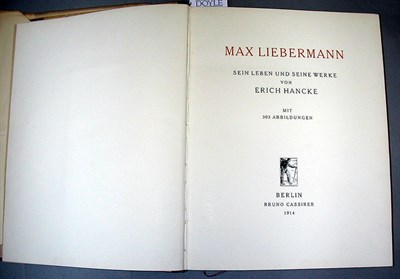 DOYLE
MAX LIEBERMANN
SEIN LEBEN UND SEINE WERKE
VON
ERICH HANCKE
MIT
303 ABBILDUNGEN
BERLIN
BRUNO CASSIRER
1914